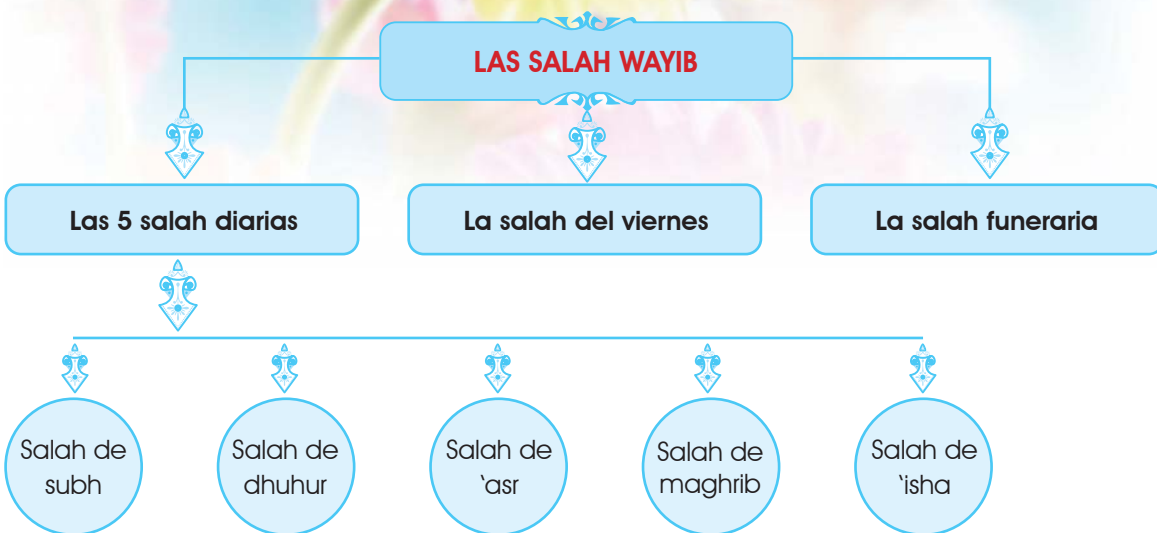 LAS SALAH WAYIB
Las 5 salah diarias
La salah del viernes
La salah funeraria
Salah de
subh
Salah de
dhuhur
Salah de
‵asr
Salah de
maghrib
Salah de
‵isha